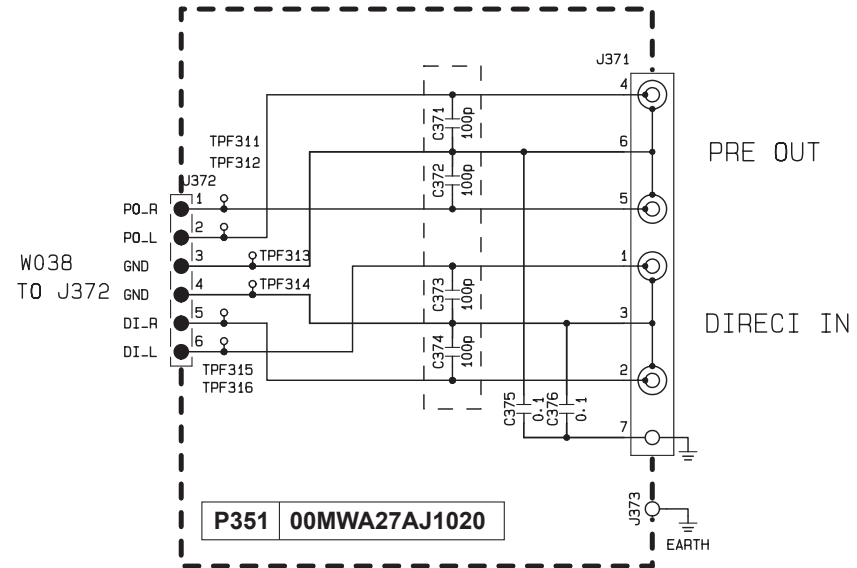 J371
4
C371
100p
TPF311
6
PRE OUT
TPF312
C372
100p
J372
1
PO_R
5
2
PO_L
3
TPF313
1
W038
GND
TO J372
4
TPF314
GND
C373
100p
5
3
DIRECI IN
DI_R
6
C374
100p
DI_L
TPF315
2
TPF316
C375
0.1
C376
0.1
7
P351
00MWA27AJ1020
J373
EARTH